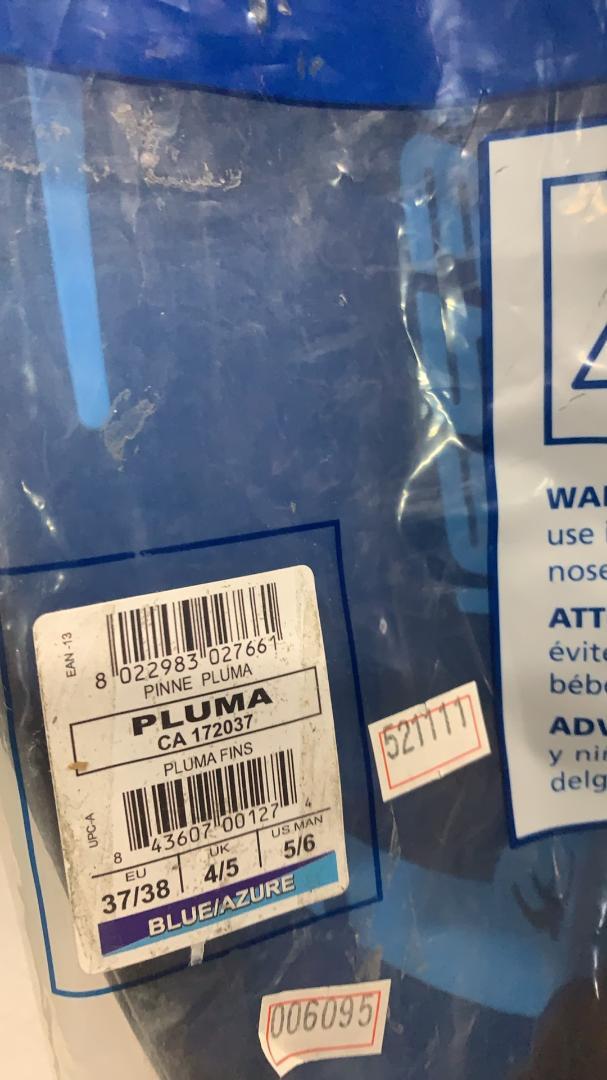 EAN-13
8 022983 027661
PINNE PLUMA
PLUMA
CA 172037
PLUMA FINS
UPC-A
8 43607 00127 4
EU UK US MAN
37/38 4/5 5/6
BLUE/AZURE
521111
006095
use
nose
ATT
évite
bébé
ADV
y nin
delg